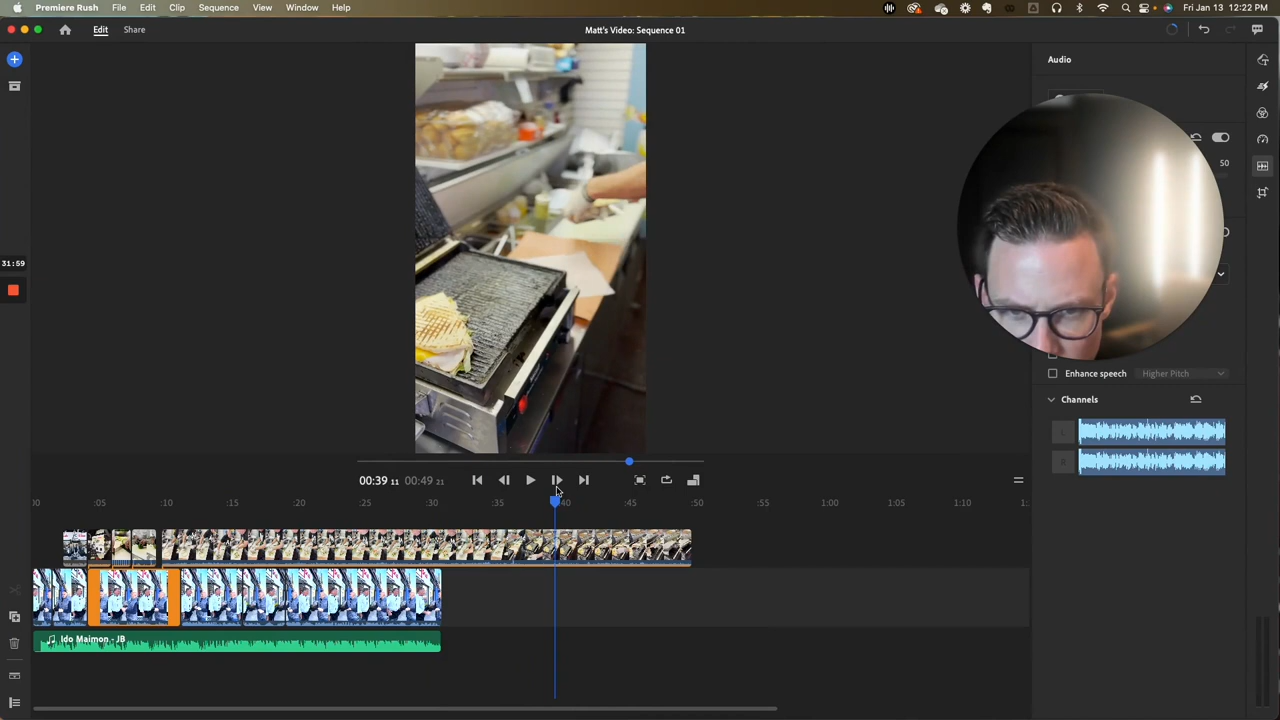 Premiere Rush File Edit Clip Sequence View Window Help Fri Jan 13 12:22 PM
Edit Share Matt's Video: Sequence 01
Audio
50
31:59
Enhance speech Higher Pitch
Channels
L
R
00:39 11 00:49 21
:00 :05 :10 :15 :20 :25 :30 :35 :40 :45 :50 :55 1:00 1:05 1:10
Ido Maimon - JB